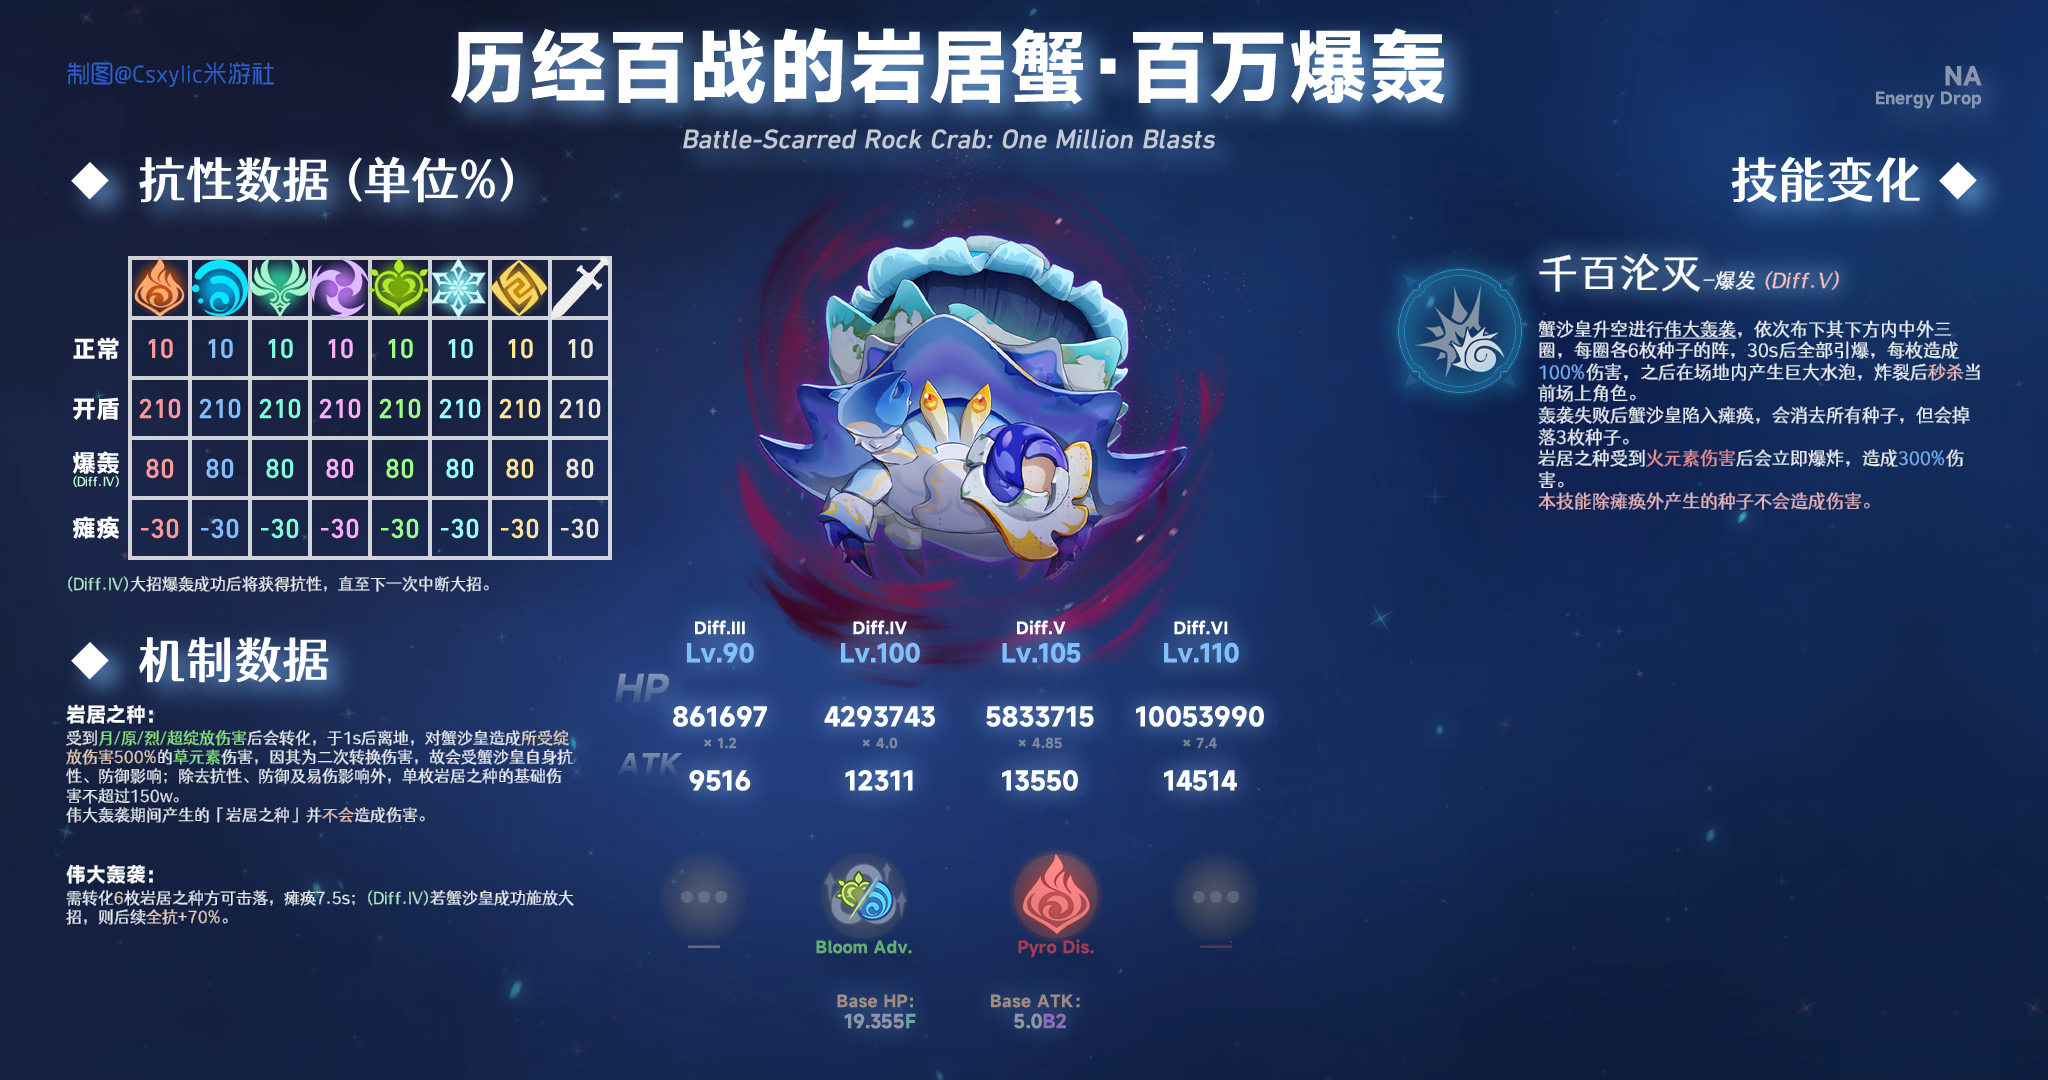 制图@Csxylic米游社
历经百战的岩居蟹·百万爆轰
Battle-Scarred Rock Crab: One Million Blasts
NA
Energy Drop
抗性数据 (单位%)
正常 10 10 10 10 10 10 10 10
开盾 210 210 210 210 210 210 210 210
爆轰 80 80 80 80 80 80 80 80
(Diff.IV)
瘫痪 -30 -30 -30 -30 -30 -30 -30 -30
(Diff.IV)大招爆轰成功后将获得抗性，直至下一次中断大招。
机制数据
岩居之种：
受到月/原/烈/超绽放伤害后会转化，于1s后离地，对蟹沙皇造成所受绽
放伤害500%的草元素伤害，因其为二次转换伤害，故会受蟹沙皇自身抗
性、防御影响；除去抗性、防御及易伤影响外，单枚岩居之种的基础伤
害不超过150w。
伟大轰袭期间产生的「岩居之种」并不会造成伤害。
伟大轰袭：
需转化6枚岩居之种方可击落，瘫痪7.5s；(Diff.IV)若蟹沙皇成功施放大
招，则后续全抗+70%。
Diff.III Diff.IV Diff.V Diff.VI
Lv.90 Lv.100 Lv.105 Lv.110
HP
861697 4293743 5833715 10053990
× 1.2 × 4.0 × 4.85 × 7.4
ATK
9516 12311 13550 14514
Bloom Adv. Pyro Dis.
Base HP: Base ATK:
19.355F 5.0B2
技能变化
千百沦灭-爆发 (Diff.V)
蟹沙皇升空进行伟大轰袭，依次布下其下方内中外三
圈，每圈各6枚种子的阵，30s后全部引爆，每枚造成
100%伤害，之后在场地内产生巨大水泡，炸裂后秒杀当
前场上角色。
轰袭失败后蟹沙皇陷入瘫痪，会消去所有种子，但会掉
落3枚种子。
岩居之种受到火元素伤害后会立即爆炸，造成300%伤
害。
本技能除瘫痪外产生的种子不会造成伤害。